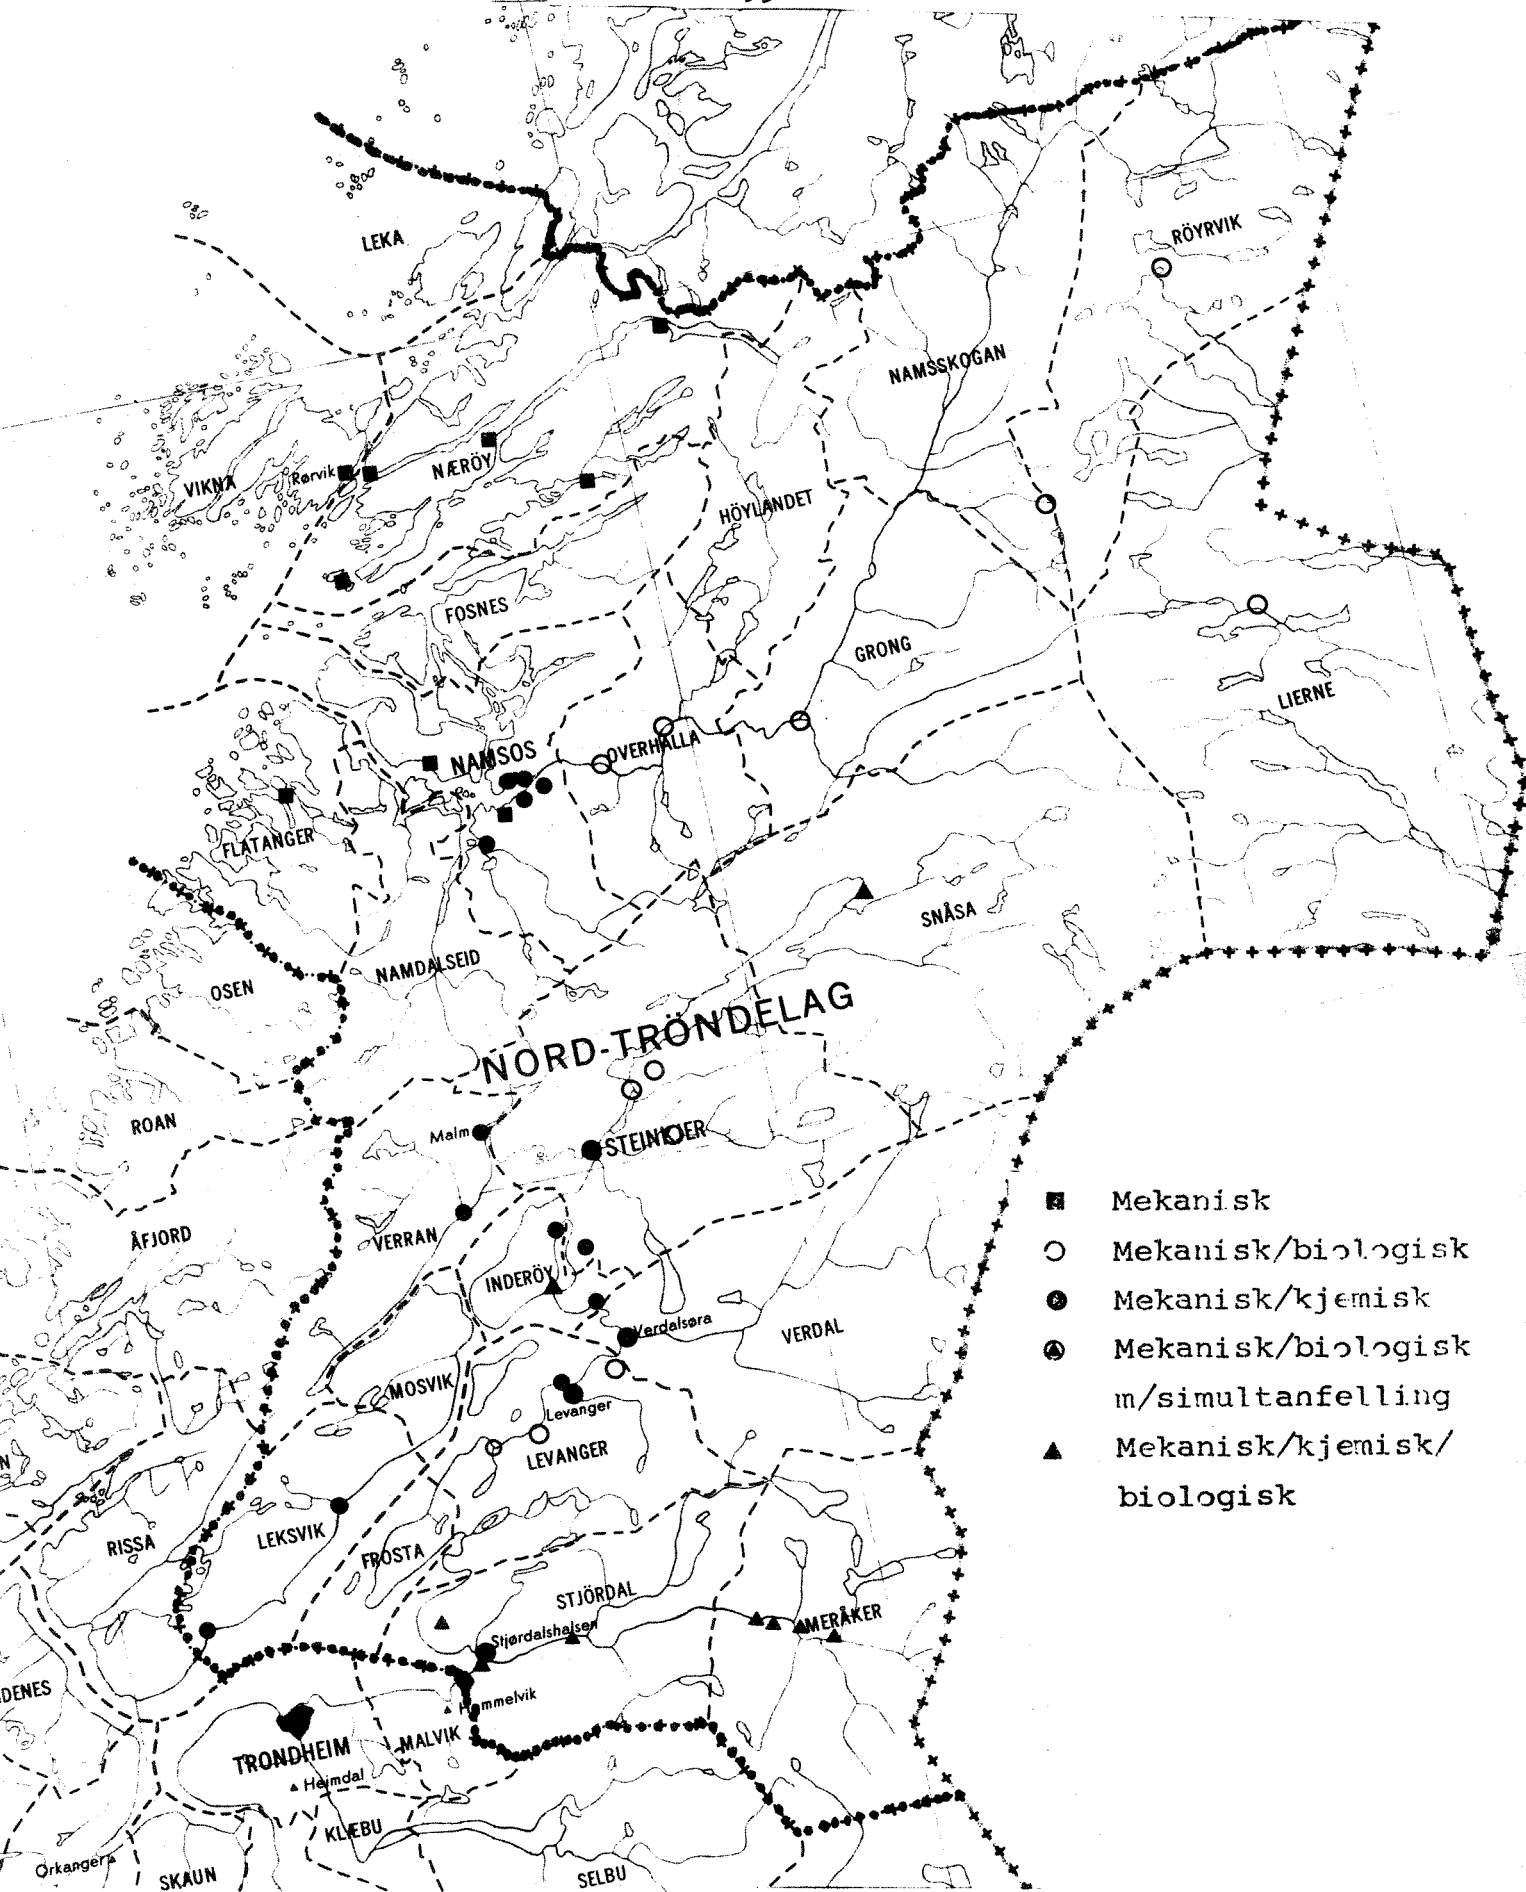 LEKA
RÖYRVIK
NAMSSKOGAN
NÆRÖY
Rørvik
VIKNA
HÖYLANDET
FOSNES
GRONG
LIERNE
NAMSOS
OVERHALLA
FLATANGER
SNÅSA
NAMDALSEID
OSEN
NORD-TRÖNDELAG
ROAN
Malm
STEINKJER
ÅFJORD
VERRAN
INDERÖY
Verdalsøra
VERDAL
MOSVIK
Levanger
LEVANGER
LEKSVIK
RISSA
FROSTA
STJÖRDAL
Stjørdalshalsen
MERÅKER
DENES
Hommelvik
MALVIK
TRONDHEIM
Heimdal
KLÆBU
Orkanger
SKAUN
SELBU
N
Mekanisk
Mekanisk/biologisk
Mekanisk/kjemisk
Mekanisk/biologisk
m/simultanfelling
Mekanisk/kjemisk/
biologisk